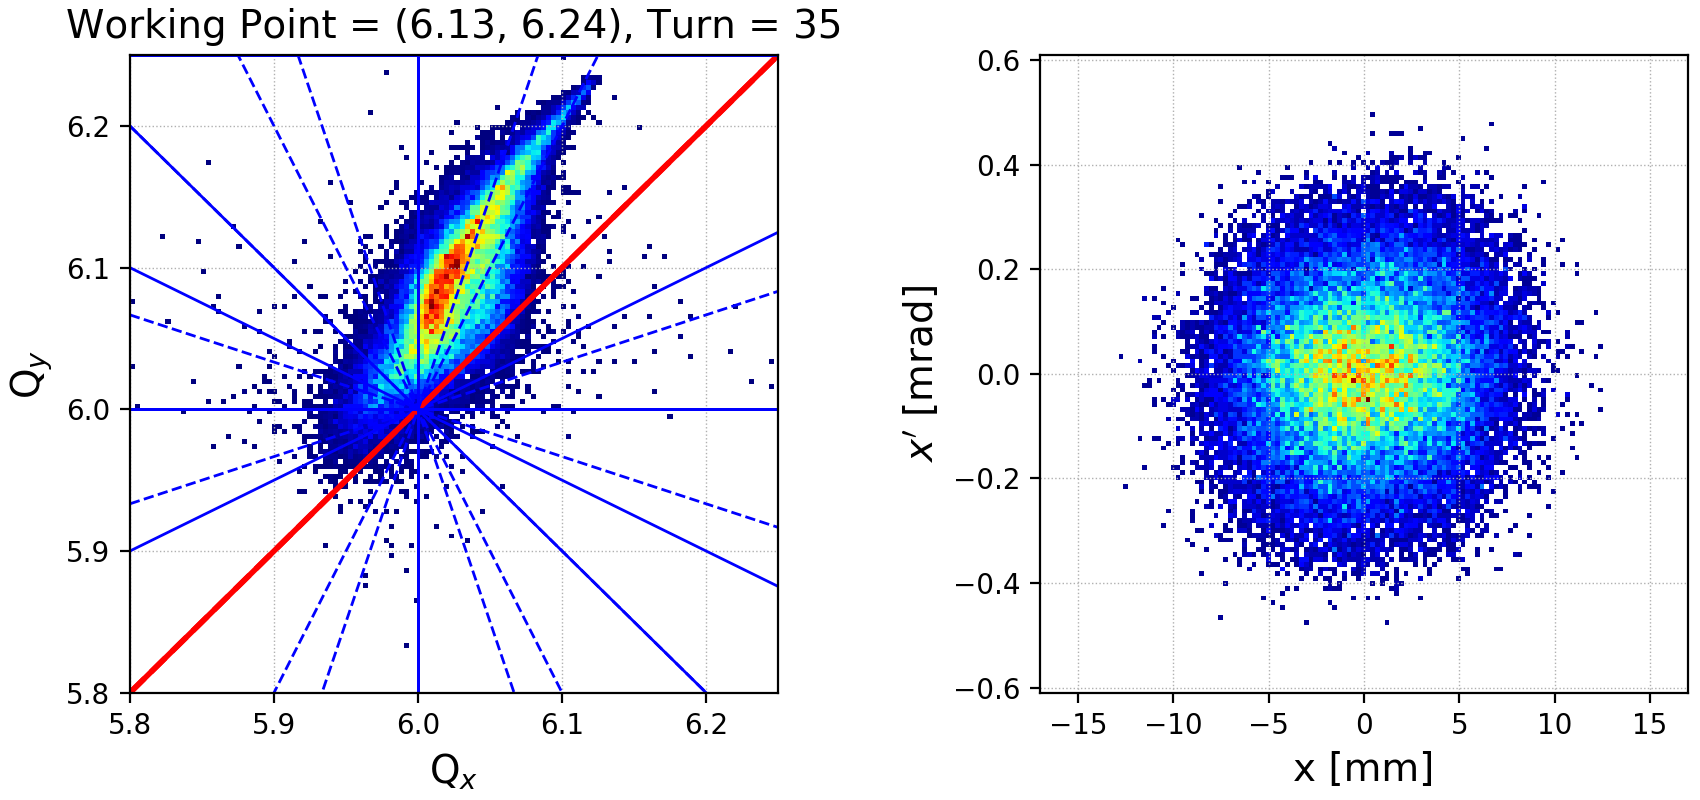 Working Point = (6.13, 6.24), Turn = 35
6.2
6.1
6.0
5.9
5.8
Q_y
5.8 5.9 6.0 6.1 6.2
Q_x
0.6
0.4
0.2
0.0
−0.2
−0.4
−0.6
x′ [mrad]
−15 −10 −5 0 5 10 15
x [mm]